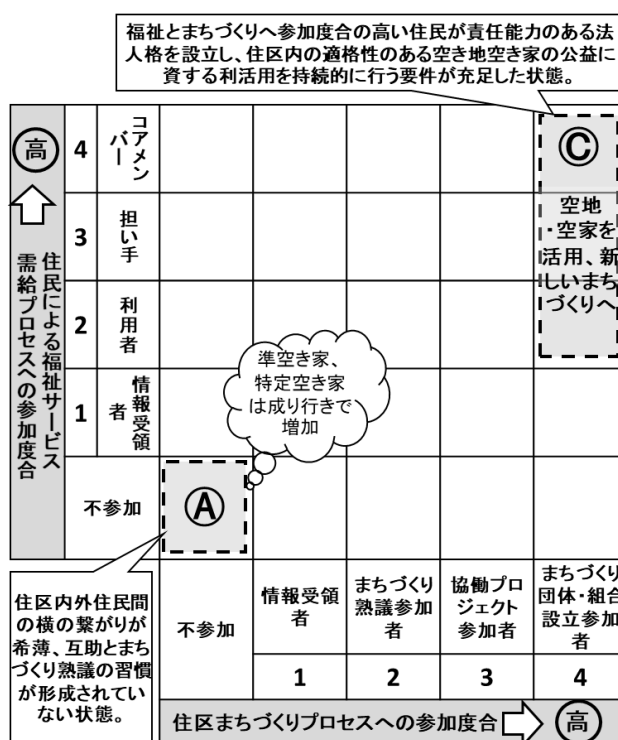 福祉とまちづくりへ参加度合の高い住民が責任能力のある法
人格を設立し、住区内の適格性のある空き地空き家の公益に
資する利活用を持続的に行う要件が充足した状態。
高
住民による福祉サービス
需給プロセスへの参加度合
4
コアメン
バー
3
担い手
2
利用者
1
情報受領
者
不参加
Ⓒ
空地
・空家を
活用、新
しいまち
づくりへ
準空き家、
特定空き家
は成り行きで
増加
Ⓐ
住区内外住民間
の横の繋がりが
希薄、互助とまち
づくり熟議の習慣
が形成されてい
ない状態。
不参加
情報受領
者
まちづくり
熟議参加
者
協働プロ
ジェクト
参加者
まちづくり
団体・組合
設立参加
者
1
2
3
4
住区まちづくりプロセスへの参加度合
高